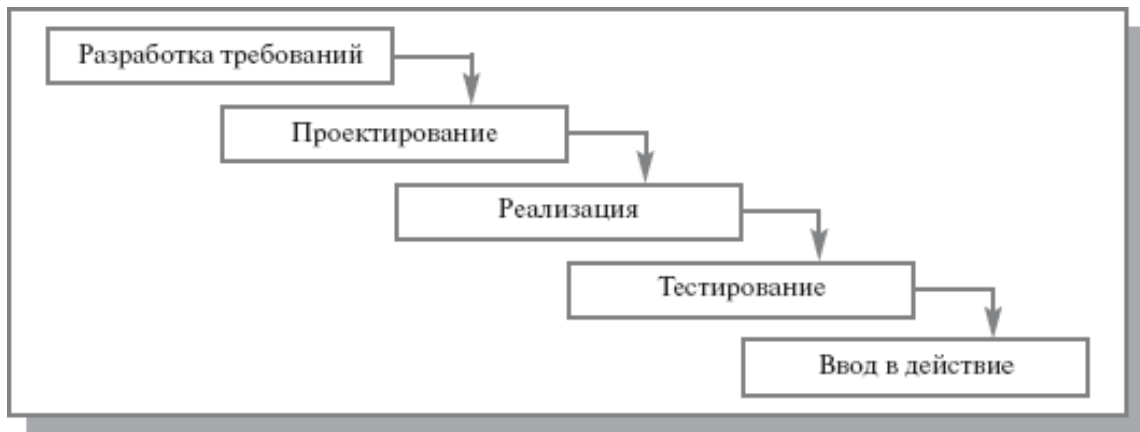 Разработка требований
Проектирование
Реализация
Тестирование
Ввод в действие